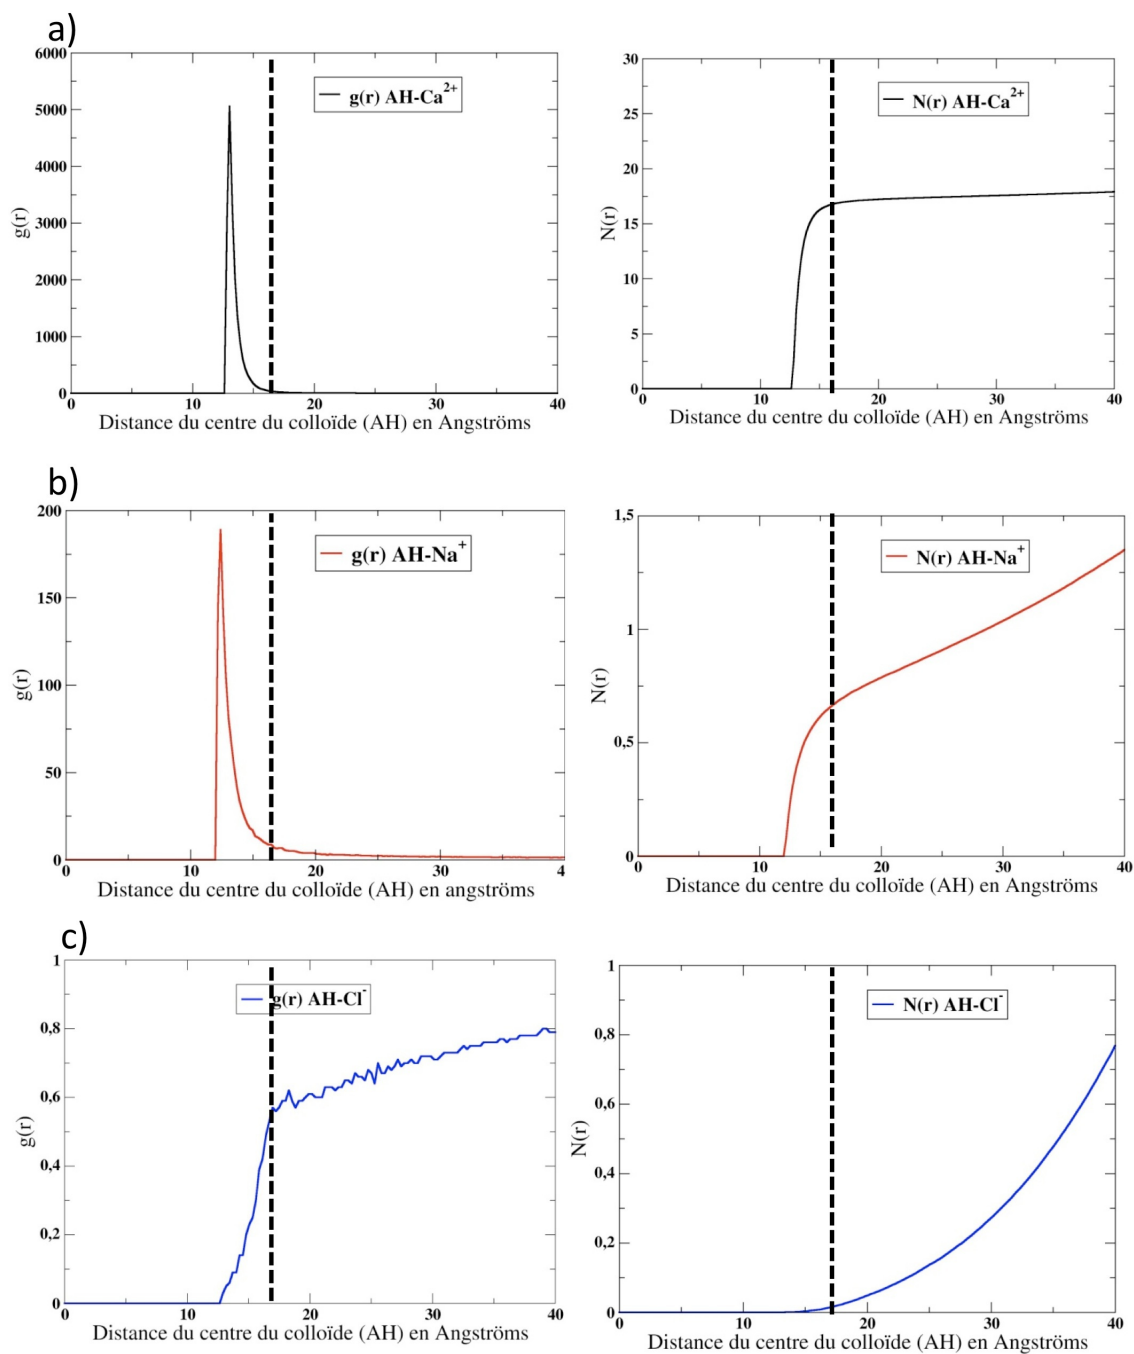 a)
6000
5000
4000
3000
2000
1000
0
g(r)
g(r) AH-Ca2+
0 10 20 30 40
Distance du centre du colloïde (AH) en Angströms
30
25
20
15
10
5
0
N(r)
N(r) AH-Ca2+
0 10 20 30 40
Distance du centre du colloïde (AH) en Angströms
b)
200
150
100
50
0
g(r)
g(r) AH-Na+
0 10 20 30 4
Distance du centre du colloïde (AH) en angströms
1,5
1
0,5
0
N(r)
N(r) AH-Na+
0 10 20 30 40
Distance du centre du colloïde (AH) en Angströms
c)
1
0,8
0,6
0,4
0,2
0
g(r)
g(r) AH-Cl-
0 10 20 30 40
Distance du centre du colloïde (AH) en Angströms
1
0,8
0,6
0,4
0,2
0
N(r)
N(r) AH-Cl-
0 10 20 30 40
Distance du centre du colloïde (AH) en Angströms